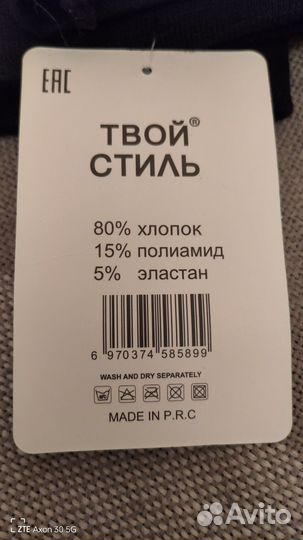 EAC
ТВОЙ®
СТИЛЬ
80% хлопок
15% полиамид
5% эластан
6 970374 585899
WASH AND DRY SEPARATELY
MADE IN P.R.C
ZTE Axon 30 5G
Avito